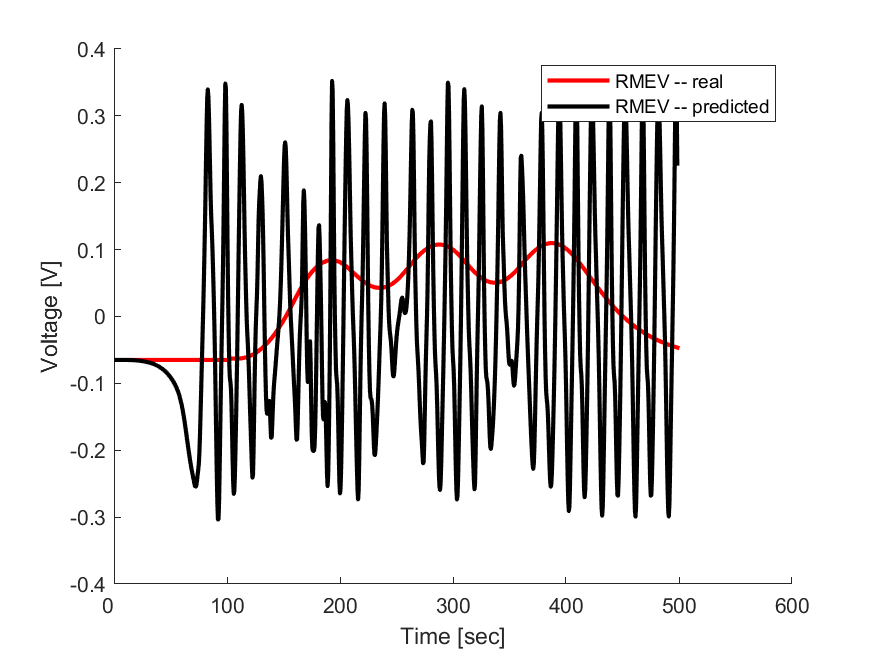 0.4
0.3
0.2
0.1
0
-0.1
-0.2
-0.3
-0.4
Voltage [V]
RMEV -- real
RMEV -- predicted
0 100 200 300 400 500 600
Time [sec]